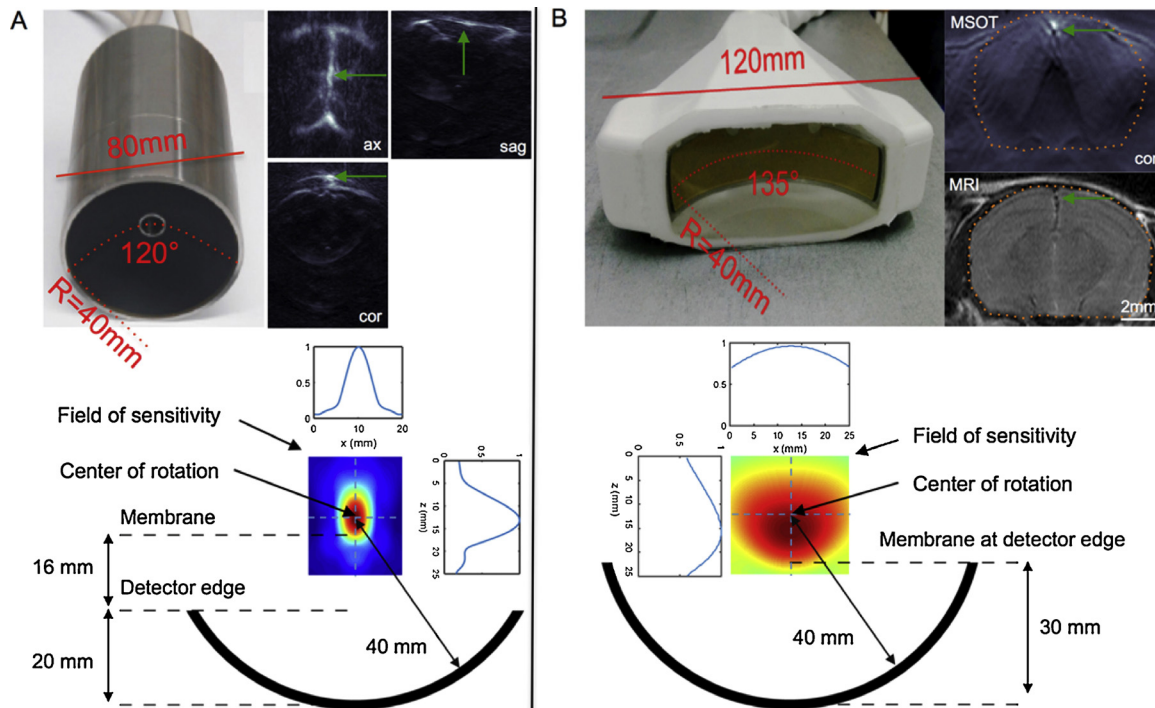 A
80mm
120°
R=40mm
ax
sag
cor
1
0.5
0
0
10
20
x (mm)
Field of sensitivity
Center of rotation
Membrane
16 mm
Detector edge
20 mm
40 mm
0.5
1
0
5
10
15
20
25
z (mm)
B
120mm
135°
R=40mm
MSOT
cor
MRI
2mm
1
0.5
0
0
5
10
15
20
25
x (mm)
0.5
1
0
5
10
15
20
25
z (mm)
Field of sensitivity
Center of rotation
Membrane at detector edge
40 mm
30 mm